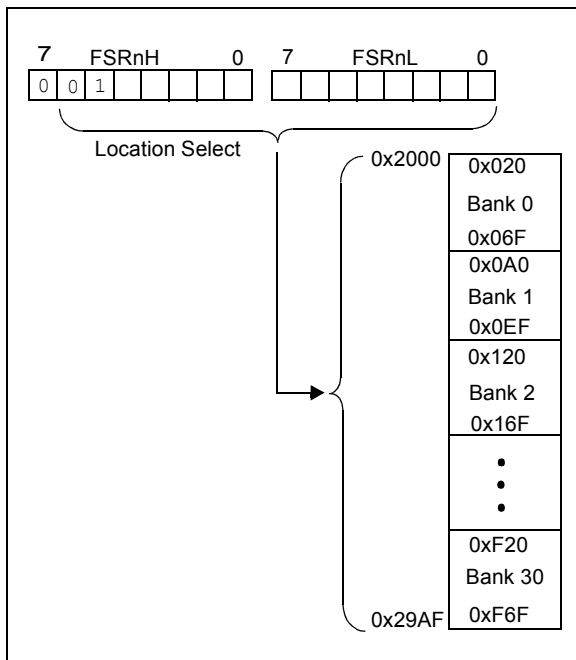 7 FSRnH 0 7 FSRnL 0
0 0 1
Location Select
0x2000
0x020
Bank 0
0x06F
0x0A0
Bank 1
0x0EF
0x120
Bank 2
0x16F
0xF20
Bank 30
0xF6F
0x29AF